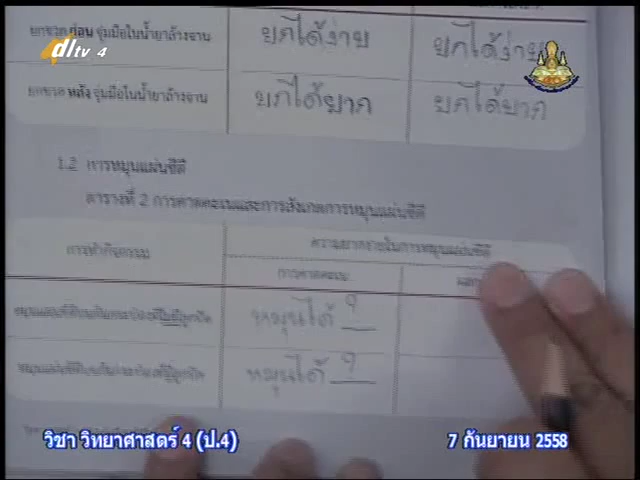 ยกขวด ก่อน จุ่มมือในน้ำยาล้างจาน ยกได้ง่าย ยกได้ง่าย
dltv 4
ยกขวด หลัง จุ่มมือในน้ำยาล้างจาน ยกได้ยาก ยกได้ยาก
1.2 การหมุนแผ่นซีดี
ตารางที่ 2 การคาดคะเนและการสังเกตการหมุนแผ่นซีดี
การทำกิจกรรม ความยากง่ายในการหมุนแผ่นซีดี
การคาดคะเน
หมุนได้ ?
หมุนได้ ?
วิชา วิทยาศาสตร์ 4 (ป.4) 7 กันยายน 2558